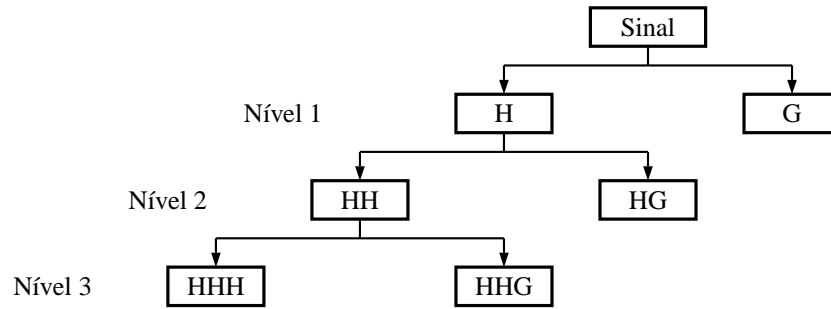 Sinal
Nível 1
H
G
Nível 2
HH
HG
Nível 3
HHH
HHG